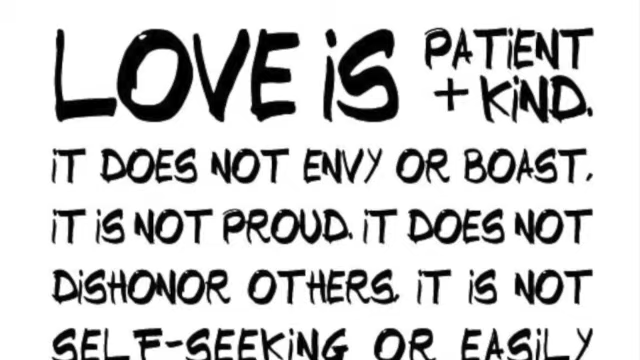 LOVE iS PATiENT + KiND.
iT DOES NOT ENVY OR BOAST,
iT iS NOT PROUD. iT DOES NOT
DiSHONOR OTHERS, iT iS NOT
SELF-SEEKiNG OR EASiLY